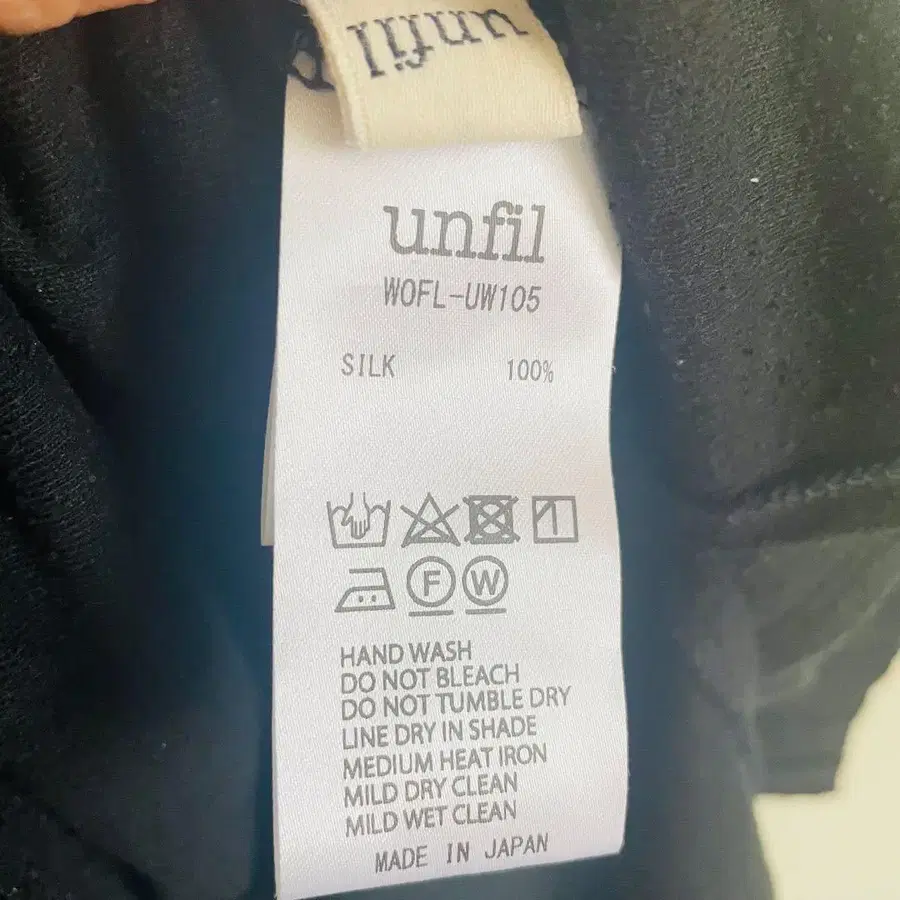 unfil
unfil
WOFL-UW105
SILK 100%
F W
HAND WASH
DO NOT BLEACH
DO NOT TUMBLE DRY
LINE DRY IN SHADE
MEDIUM HEAT IRON
MILD DRY CLEAN
MILD WET CLEAN
MADE IN JAPAN